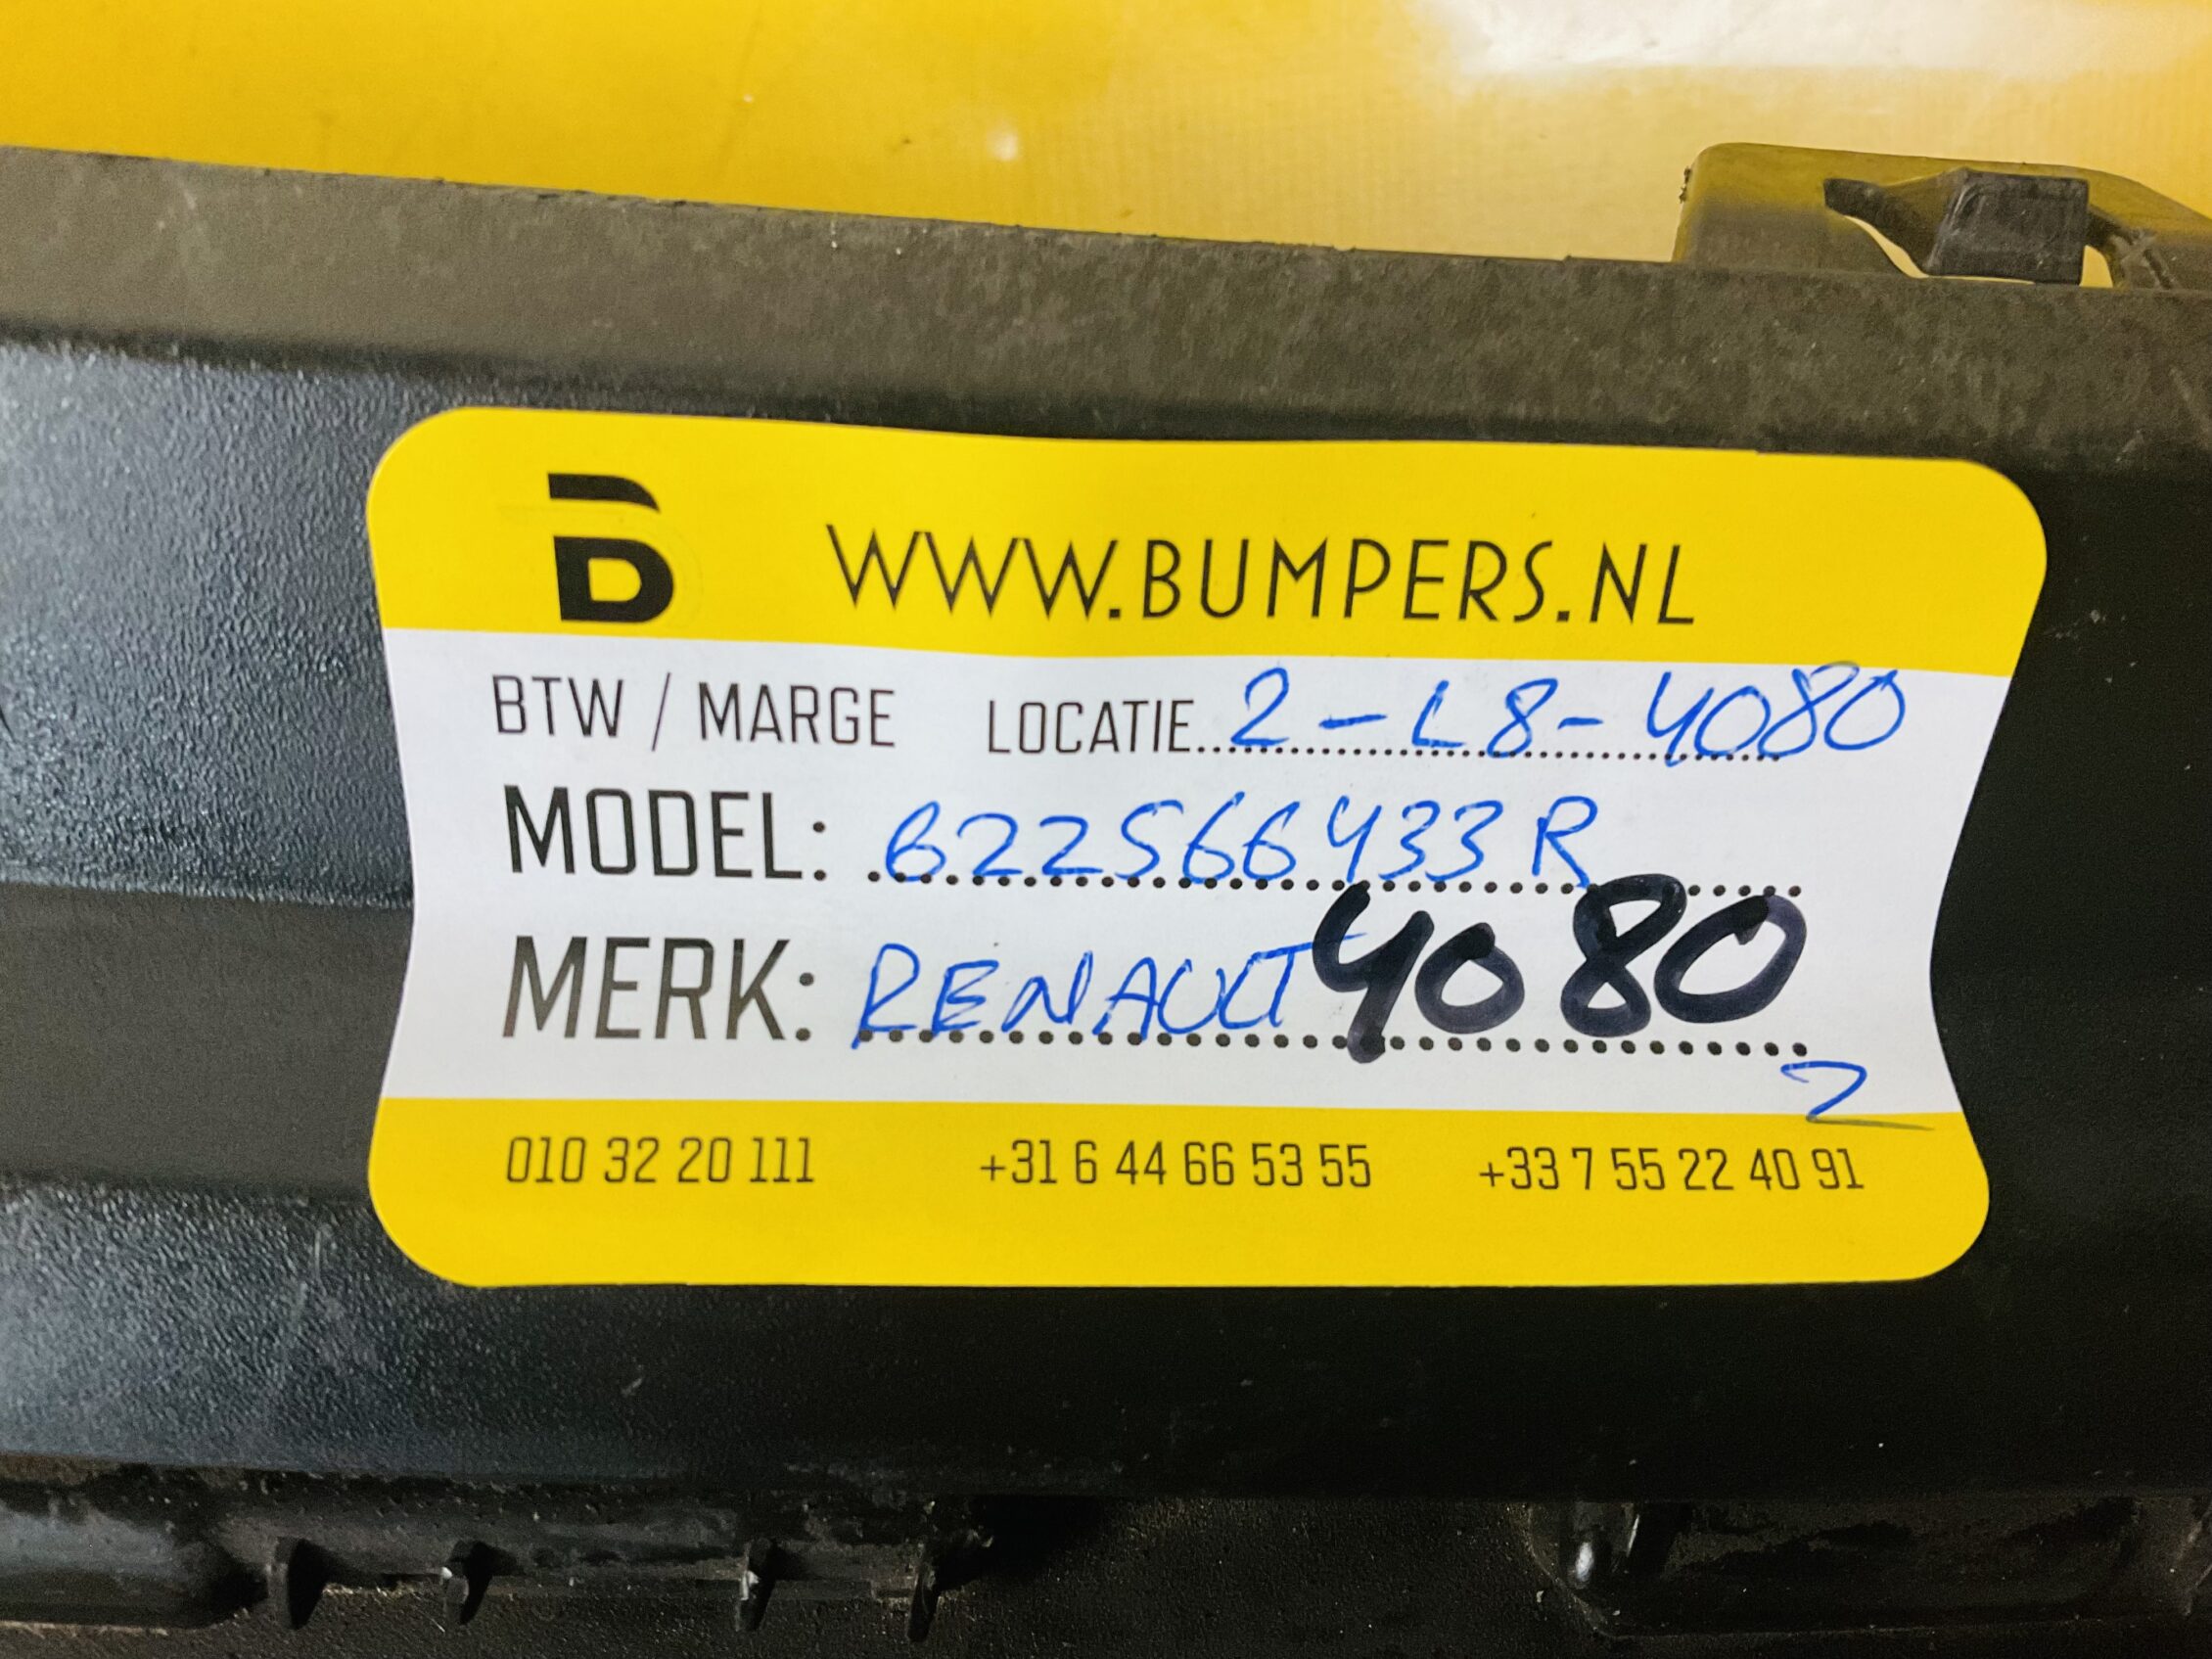 WWW.BUMPERS.NL
BTW / MARGE LOCATIE 2-L8-4080
MODEL: 622566433R
MERK: RENAULT 4080
2
010 32 20 111 +31 6 44 66 53 55 +33 7 55 22 40 91